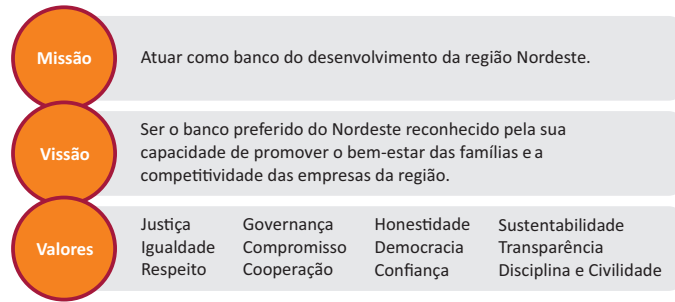 Missão
Atuar como banco do desenvolvimento da região Nordeste.
Vissão
Ser o banco preferido do Nordeste reconhecido pela sua
capacidade de promover o bem-estar das famílias e a
competitividade das empresas da região.
Valores
Justiça Governança Honestidade Sustentabilidade
Igualdade Compromisso Democracia Transparência
Respeito Cooperação Confiança Disciplina e Civilidade